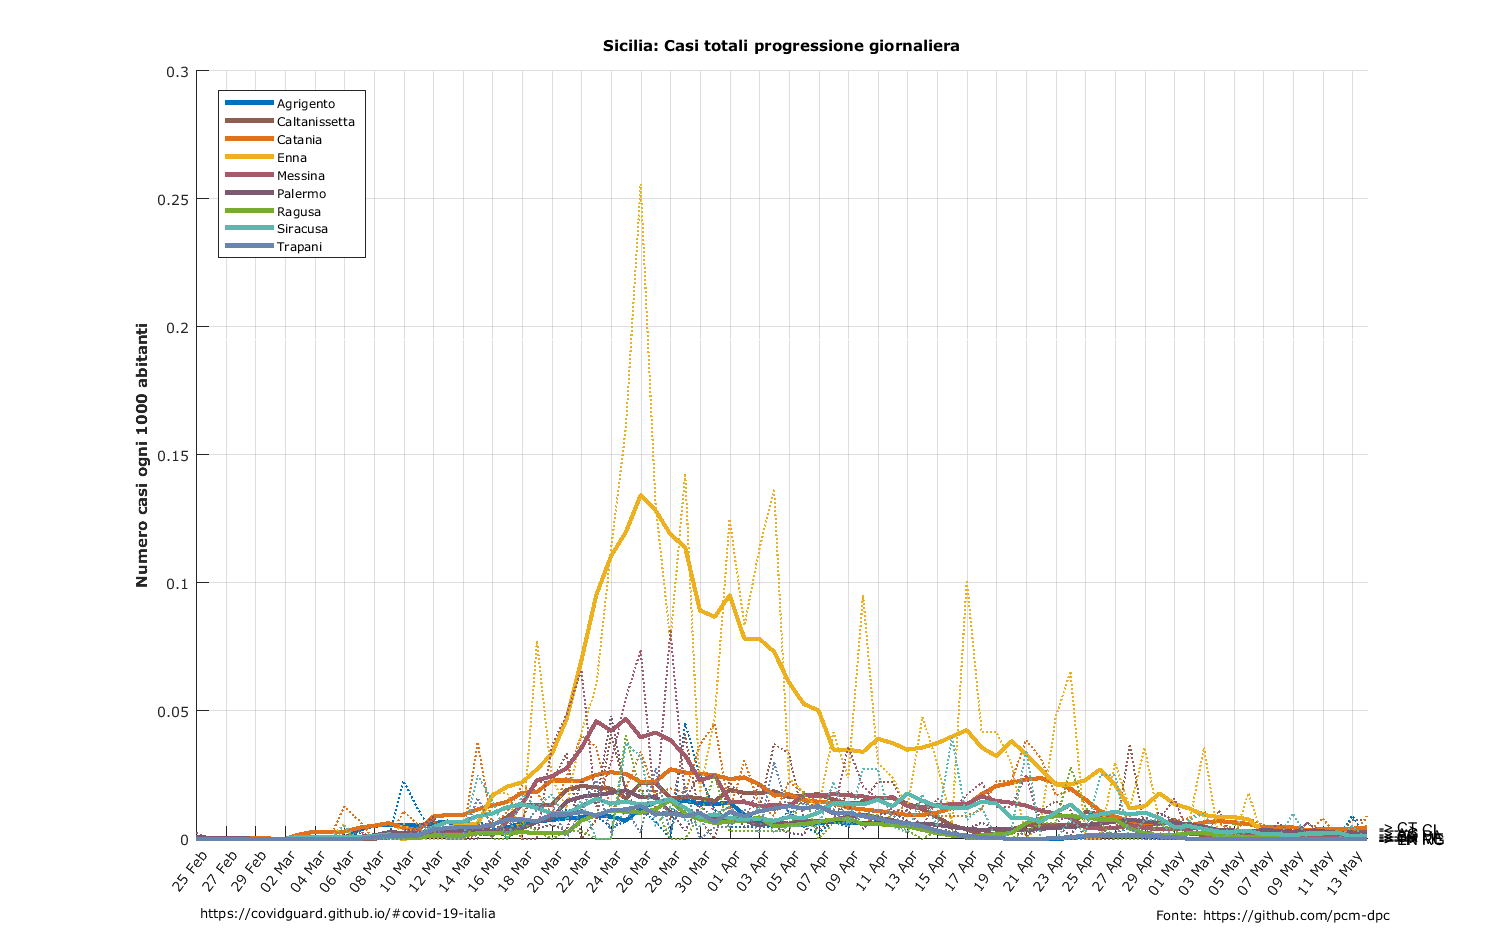 Sicilia: Casi totali progressione giornaliera
Numero casi ogni 1000 abitanti
0.3
0.25
0.2
0.15
0.1
0.05
0
Agrigento
Caltanissetta
Catania
Enna
Messina
Palermo
Ragusa
Siracusa
Trapani
25 Feb
27 Feb
29 Feb
02 Mar
04 Mar
06 Mar
08 Mar
10 Mar
12 Mar
14 Mar
16 Mar
18 Mar
20 Mar
22 Mar
24 Mar
26 Mar
28 Mar
30 Mar
01 Apr
03 Apr
05 Apr
07 Apr
09 Apr
11 Apr
13 Apr
15 Apr
17 Apr
19 Apr
21 Apr
23 Apr
25 Apr
27 Apr
29 Apr
01 May
03 May
05 May
07 May
09 May
11 May
13 May
-> CT
https://covidguard.github.io/#covid-19-italia
Fonte: https://github.com/pcm-dpc